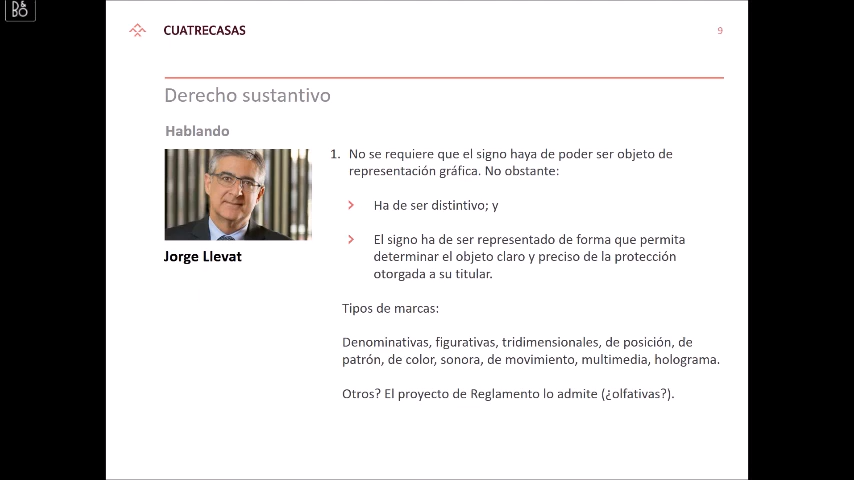 B&O
CUATRECASAS
9
Derecho sustantivo
Hablando
Jorge Llevat
1. No se requiere que el signo haya de poder ser objeto de
representación gráfica. No obstante:
Ha de ser distintivo; y
El signo ha de ser representado de forma que permita
determinar el objeto claro y preciso de la protección
otorgada a su titular.
Tipos de marcas:
Denominativas, figurativas, tridimensionales, de posición, de
patrón, de color, sonora, de movimiento, multimedia, holograma.
Otros? El proyecto de Reglamento lo admite (¿olfativas?).